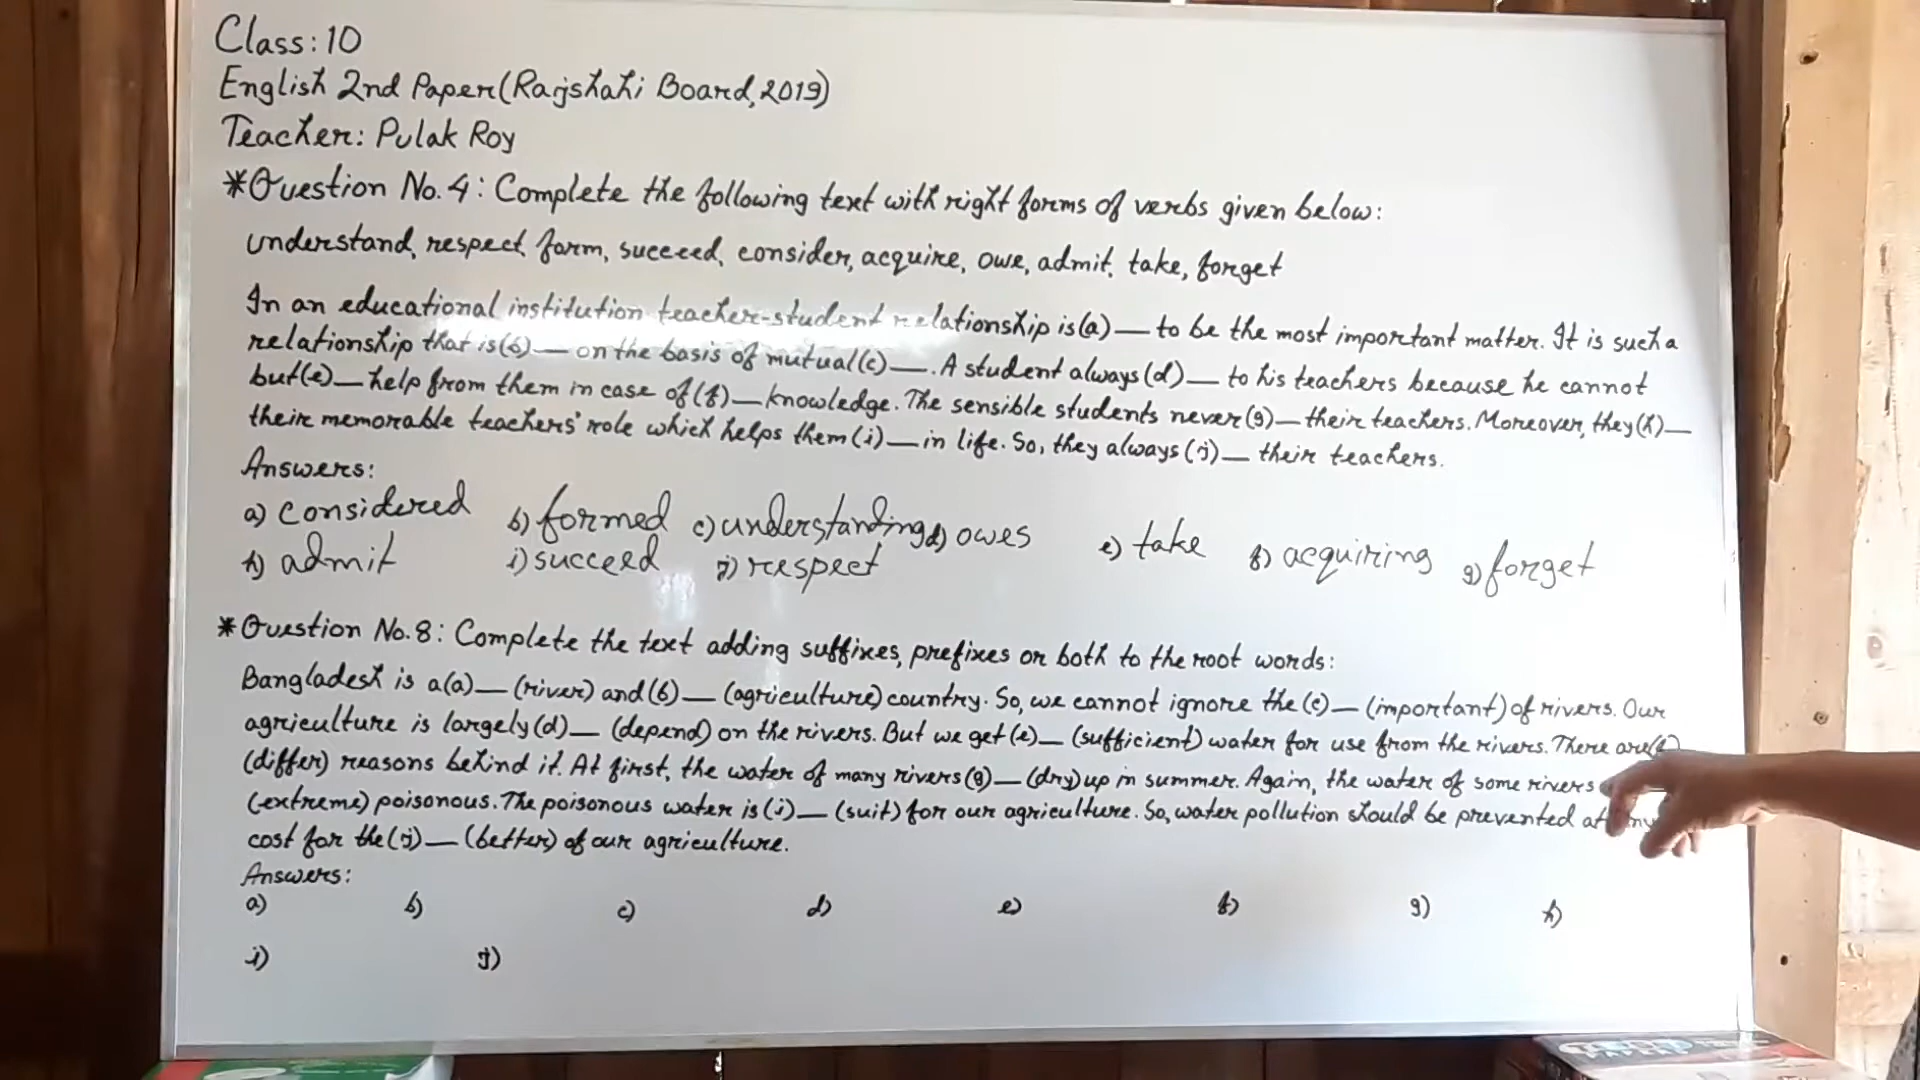 Class: 10
English 2nd Paper (Rajshahi Board, 2019)
Teacher: Pulak Roy
*Question No. 4: Complete the following text with right forms of verbs given below:
understand, respect, form, succeed, consider, acquire, owe, admit, take, forget
In an educational institution teacher-student relationship is (a) — to be the most important matter. It is such a
relationship that is (b) — on the basis of mutual (c) —. A student always (d) — to his teachers because he cannot
but (e) — help from them in case of (f) — knowledge. The sensible students never (g) — their teachers. Moreover, they (h) —
their memorable teachers' role which helps them (i) — in life. So, they always (j) — their teachers.
Answers:
a) considered b) formed c) understanding d) owes e) take f) acquiring g) forget
h) admit i) succeed j) respect
*Question No. 8: Complete the text adding suffixes, prefixes or both to the root words:
Bangladesh is a (a) — (river) and (b) — (agriculture) country. So, we cannot ignore the (c) — (important) of rivers. Our
agriculture is largely (d) — (depend) on the rivers. But we get (e) — (sufficient) water for use from the rivers. There are (f)
(differ) reasons behind it. At first, the water of many rivers (g) — (dry) up in summer. Again, the water of some rivers
(extreme) poisonous. The poisonous water is (i) — (suit) for our agriculture. So, water pollution should be prevented at
cost for the (j) — (better) of our agriculture.
Answers:
a) b) c) d) e) f) g) h)
i) j)